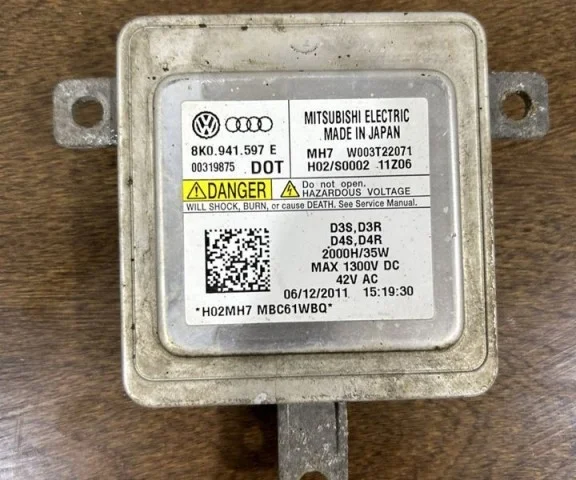 8K0.941.597 E
00319875 DOT
MITSUBISHI ELECTRIC
MADE IN JAPAN
MH7 W003T22071
H02/S0002 11Z06
DANGER
Do not open.
HAZARDOUS VOLTAGE
WILL SHOCK, BURN, or cause DEATH. See Service Manual.
D3S,D3R
D4S,D4R
2000H/35W
MAX 1300V DC
42V AC
06/12/2011 15:19:30
*H02MH7 MBC61WBQ*